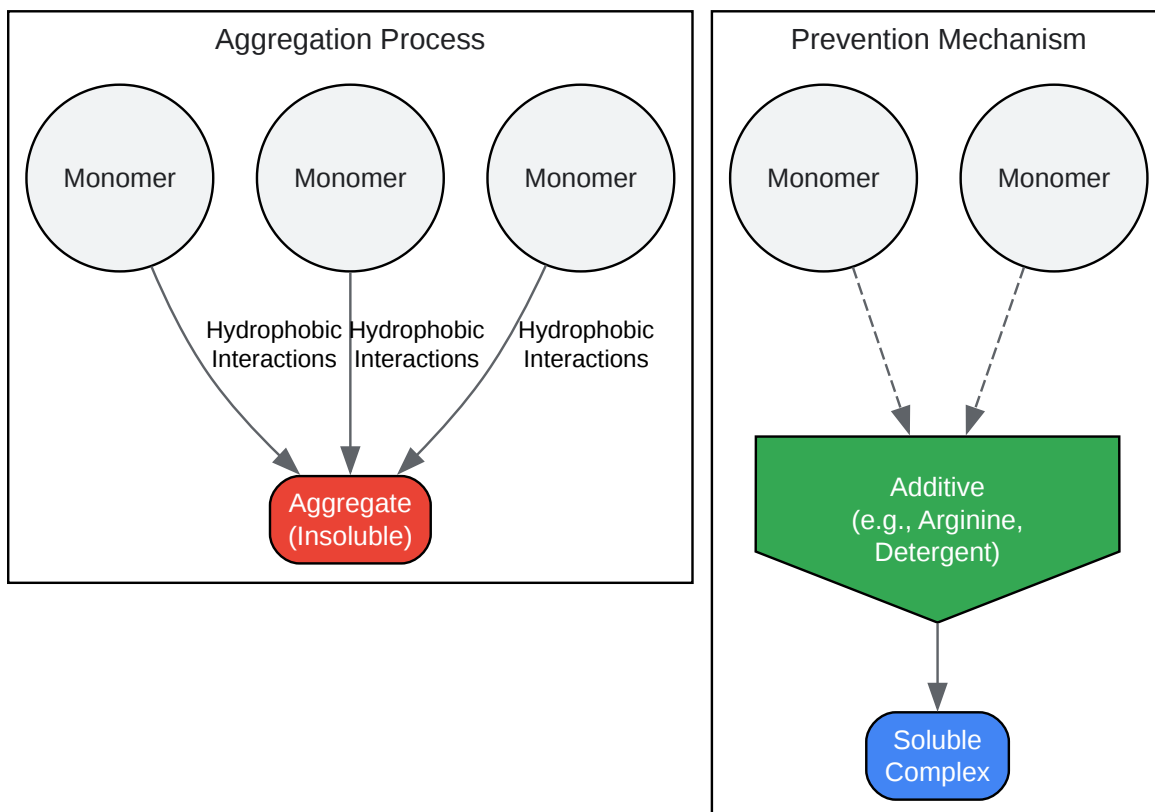 Aggregation Process
Monomer
Monomer
Monomer
Hydrophobic
Interactions
Hydrophobic
Interactions
Hydrophobic
Interactions
Aggregate
(Insoluble)
Prevention Mechanism
Monomer
Monomer
Additive
(e.g., Arginine,
Detergent)
Soluble
Complex